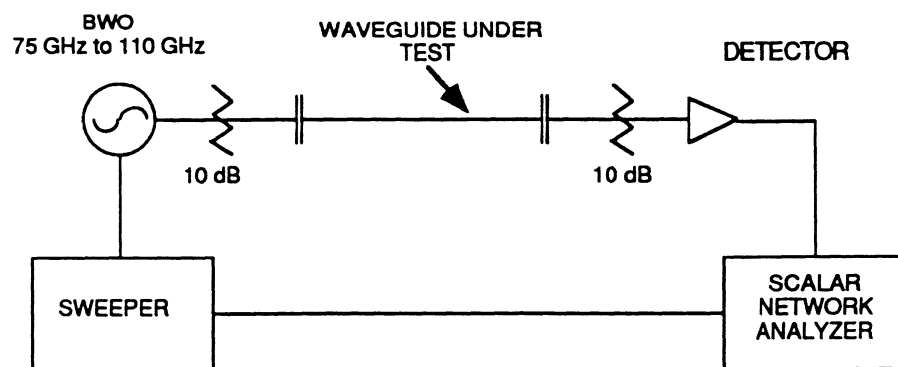 BWO
75 GHz to 110 GHz
WAVEGUIDE UNDER
TEST
DETECTOR
10 dB
10 dB
SWEEPER
SCALAR
NETWORK
ANALYZER